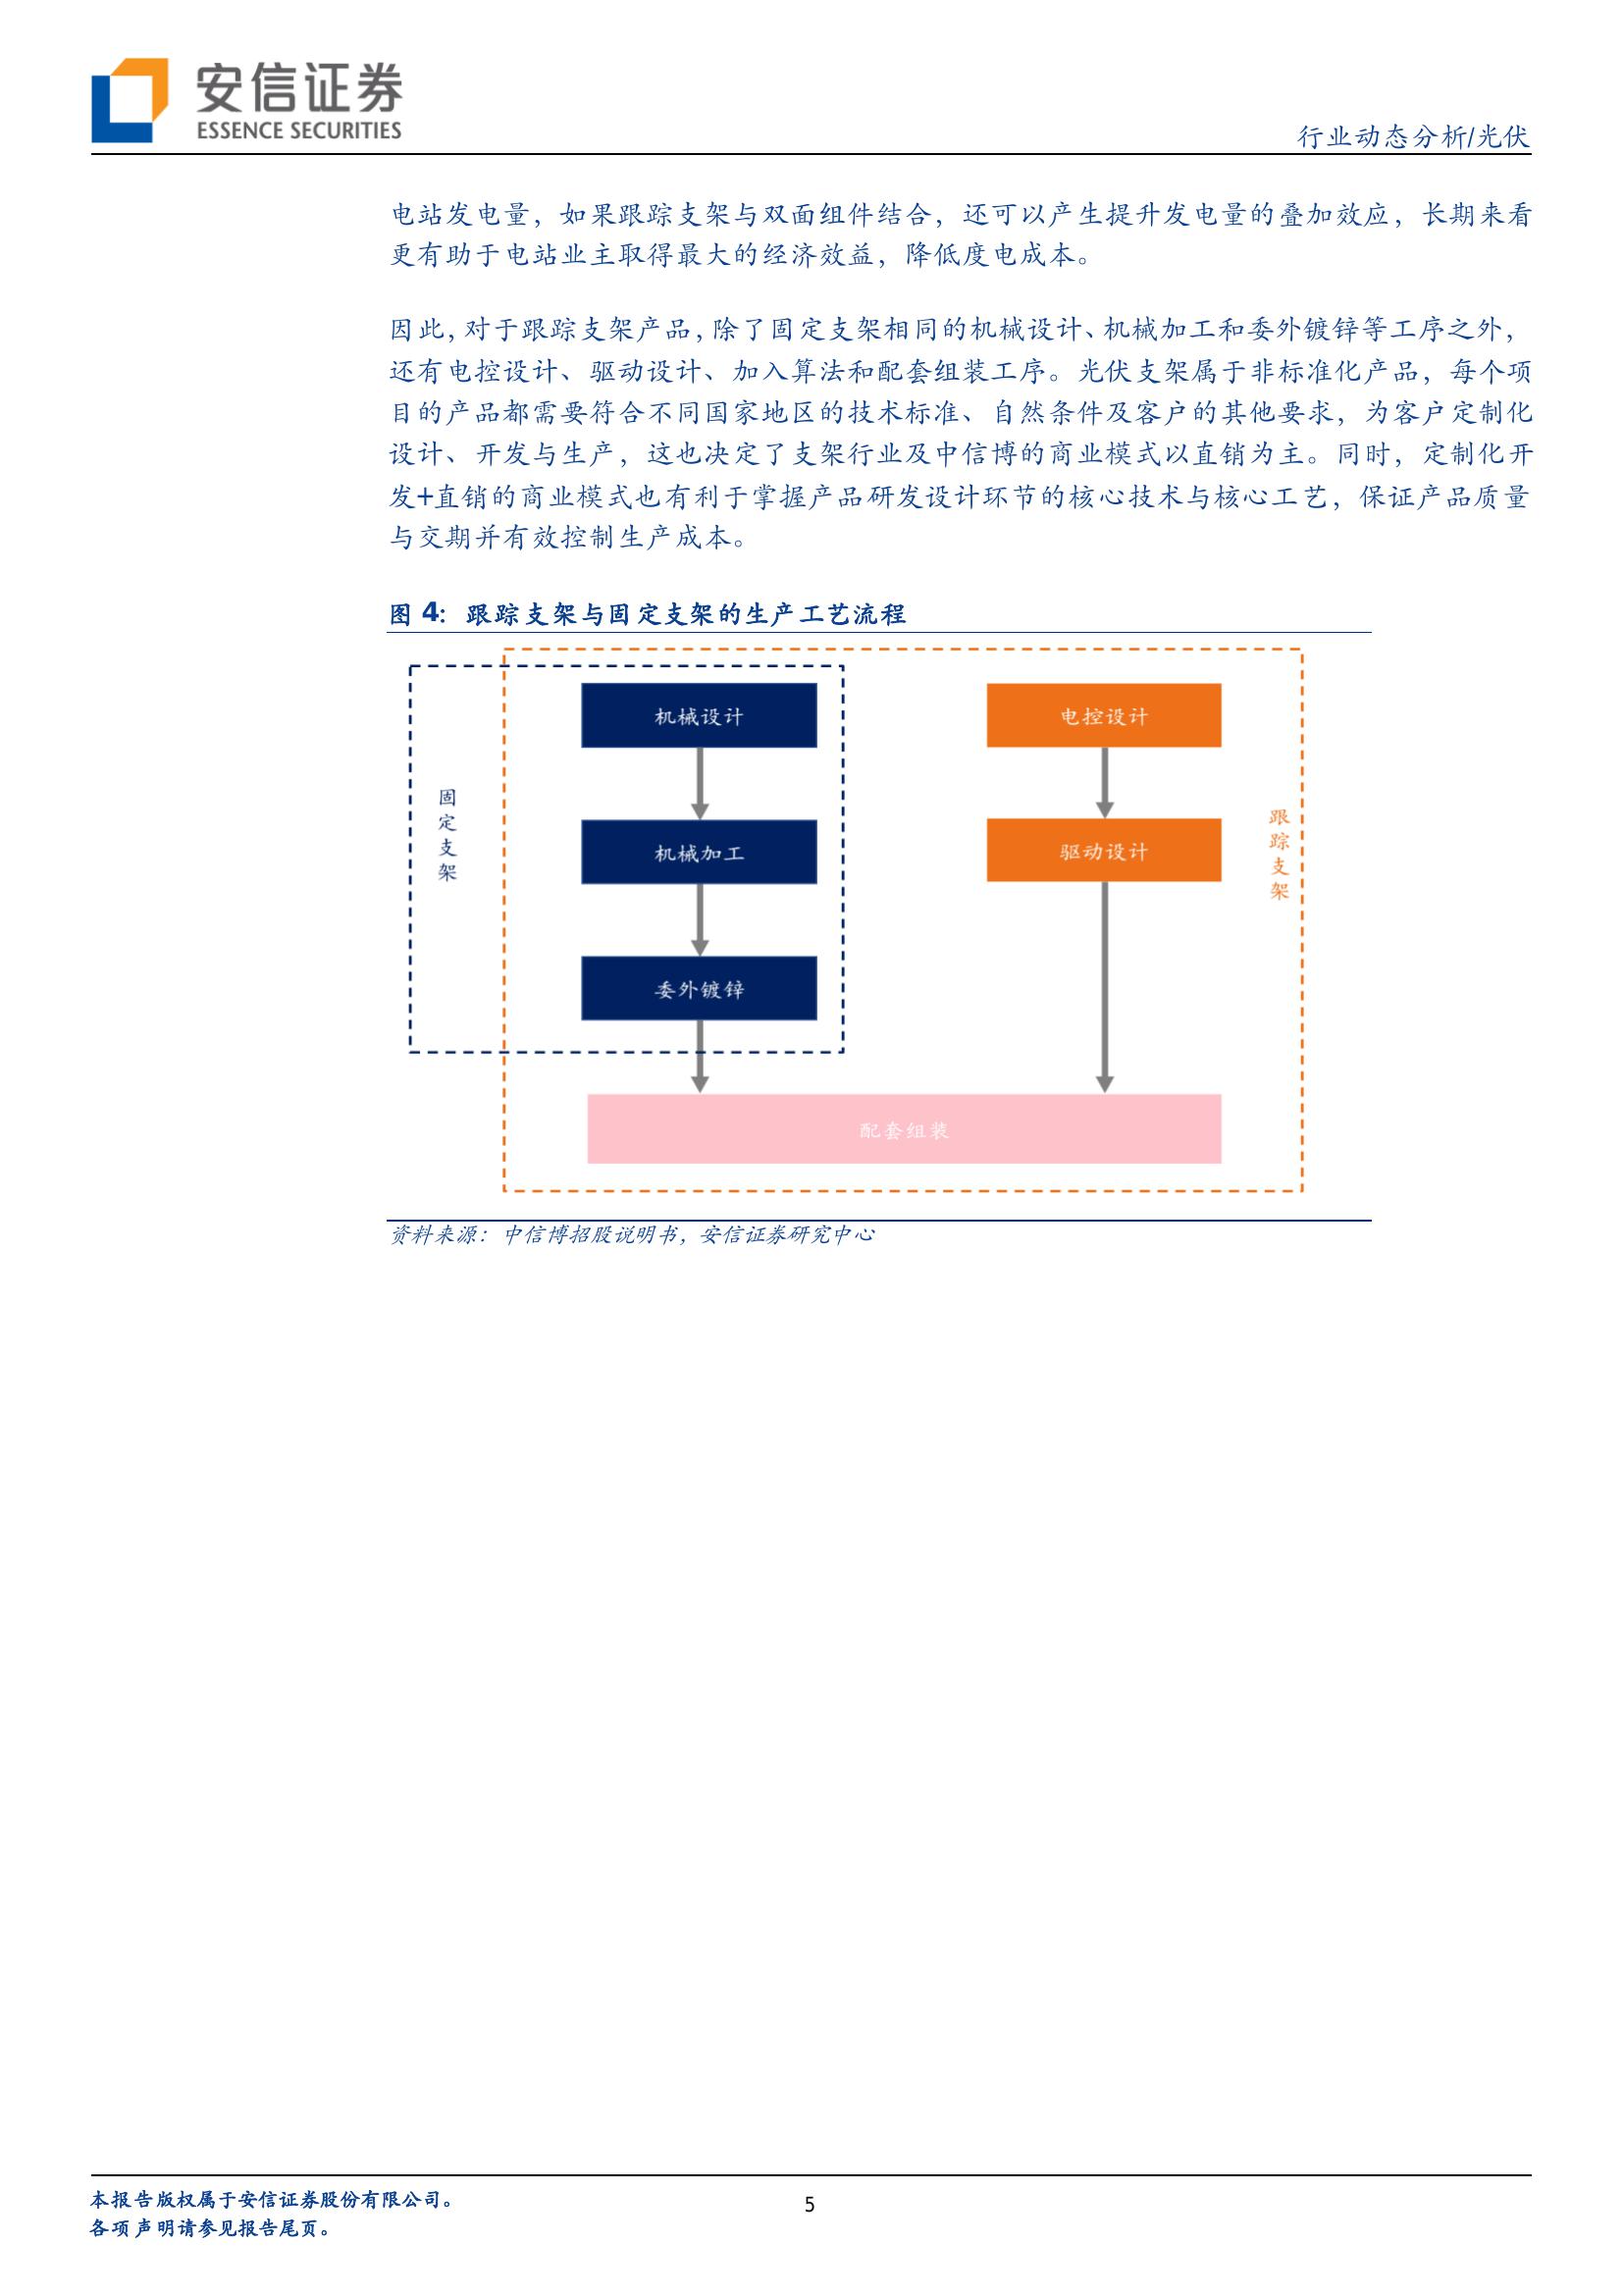 安信证券
ESSENCE SECURITIES
行业动态分析/光伏
电站发电量，如果跟踪支架与双面组件结合，还可以产生提升发电量的叠加效应，长期来看
更有助于电站业主取得最大的经济效益，降低度电成本。
因此，对于跟踪支架产品，除了固定支架相同的机械设计、机械加工和委外镀锌等工序之外，
还有电控设计、驱动设计、加入算法和配套组装工序。光伏支架属于非标准化产品，每个项
目的产品都需要符合不同国家地区的技术标准、自然条件及客户的其他要求，为客户定制化
设计、开发与生产，这也决定了支架行业及中信博的商业模式以直销为主。同时，定制化开
发+直销的商业模式也有利于掌握产品研发设计环节的核心技术与核心工艺，保证产品质量
与交期并有效控制生产成本。
图 4：跟踪支架与固定支架的生产工艺流程
固定支架
机械设计
机械加工
委外镀锌
电控设计
驱动设计
跟踪支架
配套组装
资料来源：中信博招股说明书，安信证券研究中心
本报告版权属于安信证券股份有限公司。
各项声明请参见报告尾页。
5